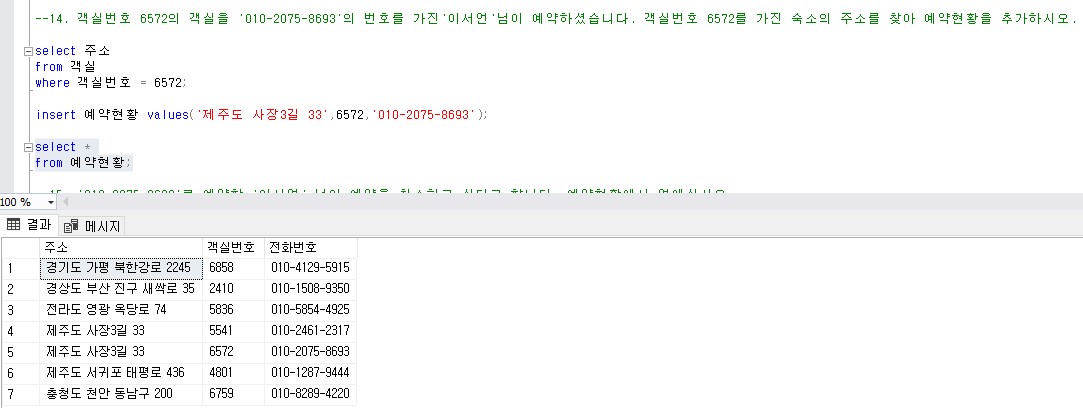 --14. 객실번호 6572의 객실을 '010-2075-8693'의 번호를 가진'이서언'님이 예약하셨습니다. 객실번호 6572를 가진 숙소의 주소를 찾아 예약현황을 추가하시오.
select 주소
from 객실
where 객실번호 = 6572;
insert 예약현황 values('제주도 사장3길 33',6572,'010-2075-8693');
select *
from 예약현황;
100 %
결과 메시지
주소 객실번호 전화번호
1 경기도 가평 북한강로 2245 6858 010-4129-5915
2 경상도 부산 진구 새싹로 35 2410 010-1508-9350
3 전라도 영광 옥당로 74 5836 010-5854-4925
4 제주도 사장3길 33 5541 010-2461-2317
5 제주도 사장3길 33 6572 010-2075-8693
6 제주도 서귀포 태평로 436 4801 010-1287-9444
7 충청도 천안 동남구 200 6759 010-8289-4220